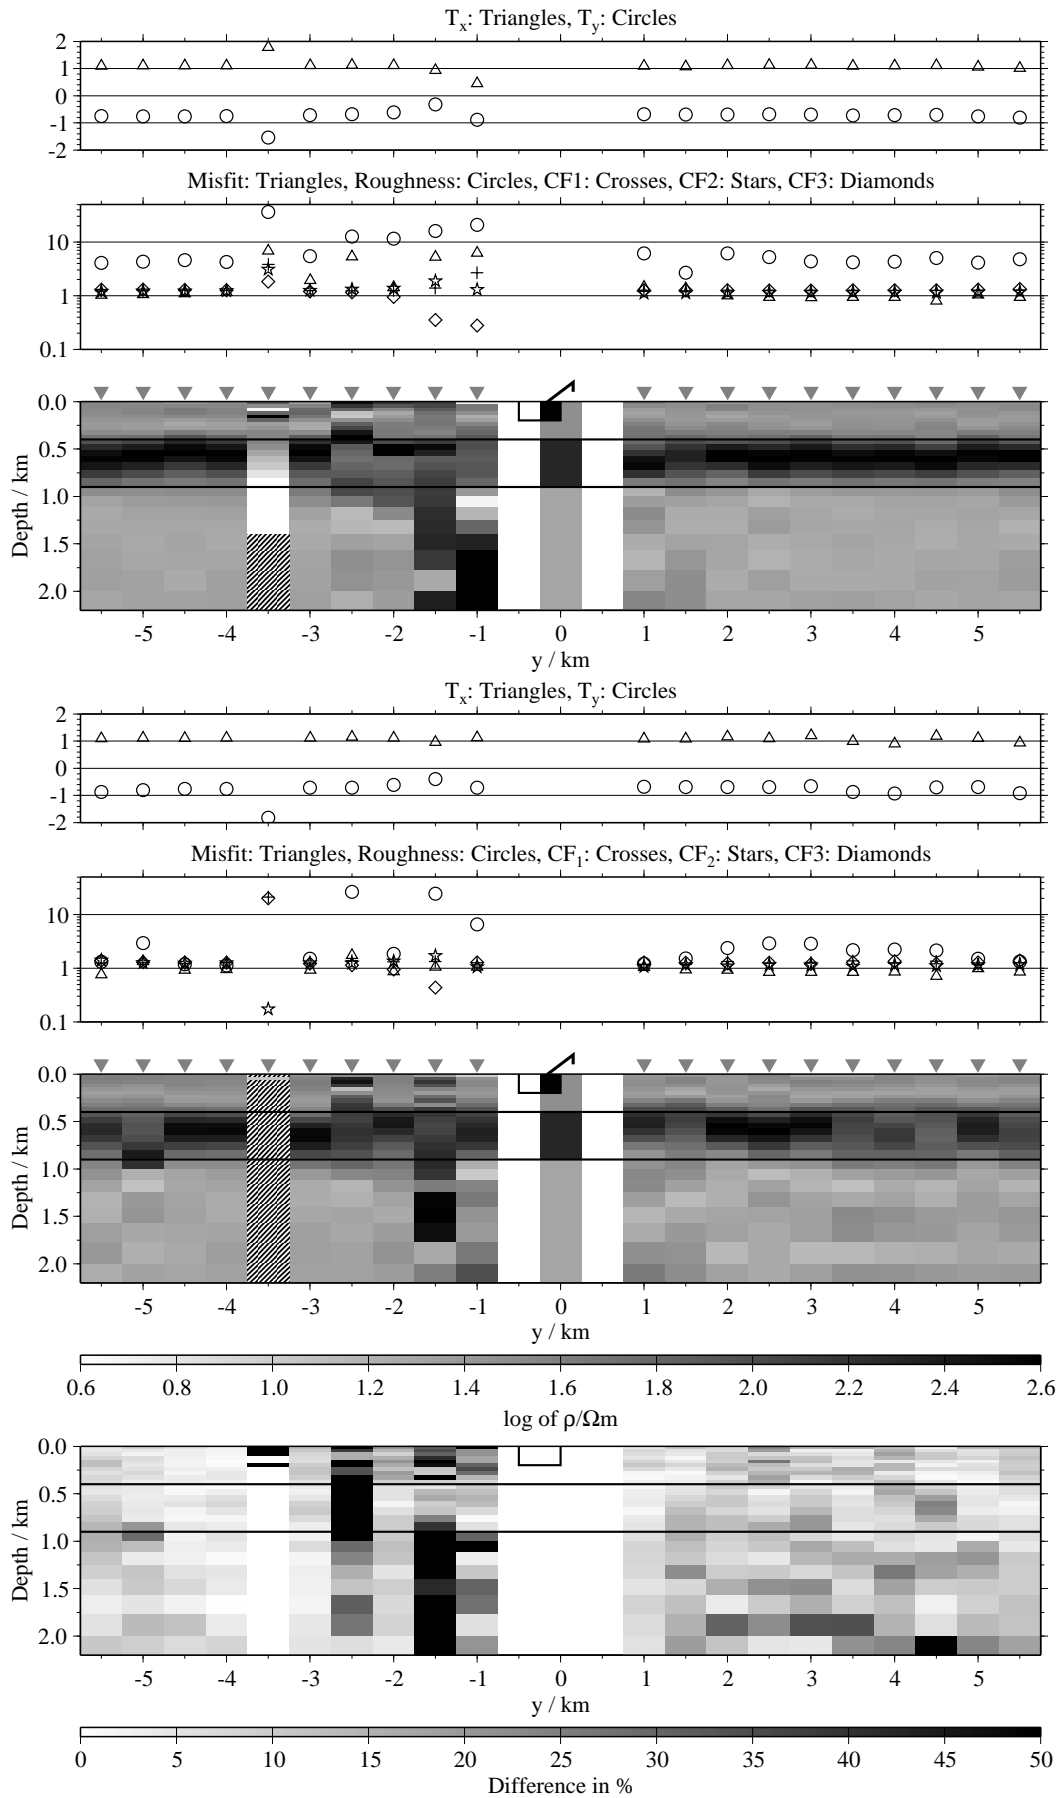 Tx: Triangles, Ty: Circles
2
1
0
-1
-2
Misfit: Triangles, Roughness: Circles, CF1: Crosses, CF2: Stars, CF3: Diamonds
10
1
0.1
0.0
0.5
1.0
1.5
2.0
Depth / km
-5 -4 -3 -2 -1 0 1 2 3 4 5
y / km
Tx: Triangles, Ty: Circles
2
1
0
-1
-2
Misfit: Triangles, Roughness: Circles, CF1: Crosses, CF2: Stars, CF3: Diamonds
10
1
0.1
0.0
0.5
1.0
1.5
2.0
Depth / km
-5 -4 -3 -2 -1 0 1 2 3 4 5
y / km
0.6 0.8 1.0 1.2 1.4 1.6 1.8 2.0 2.2 2.4 2.6
log of ρ/Ωm
0.0
0.5
1.0
1.5
2.0
Depth / km
-5 -4 -3 -2 -1 0 1 2 3 4 5
y / km
0 5 10 15 20 25 30 35 40 45 50
Difference in %